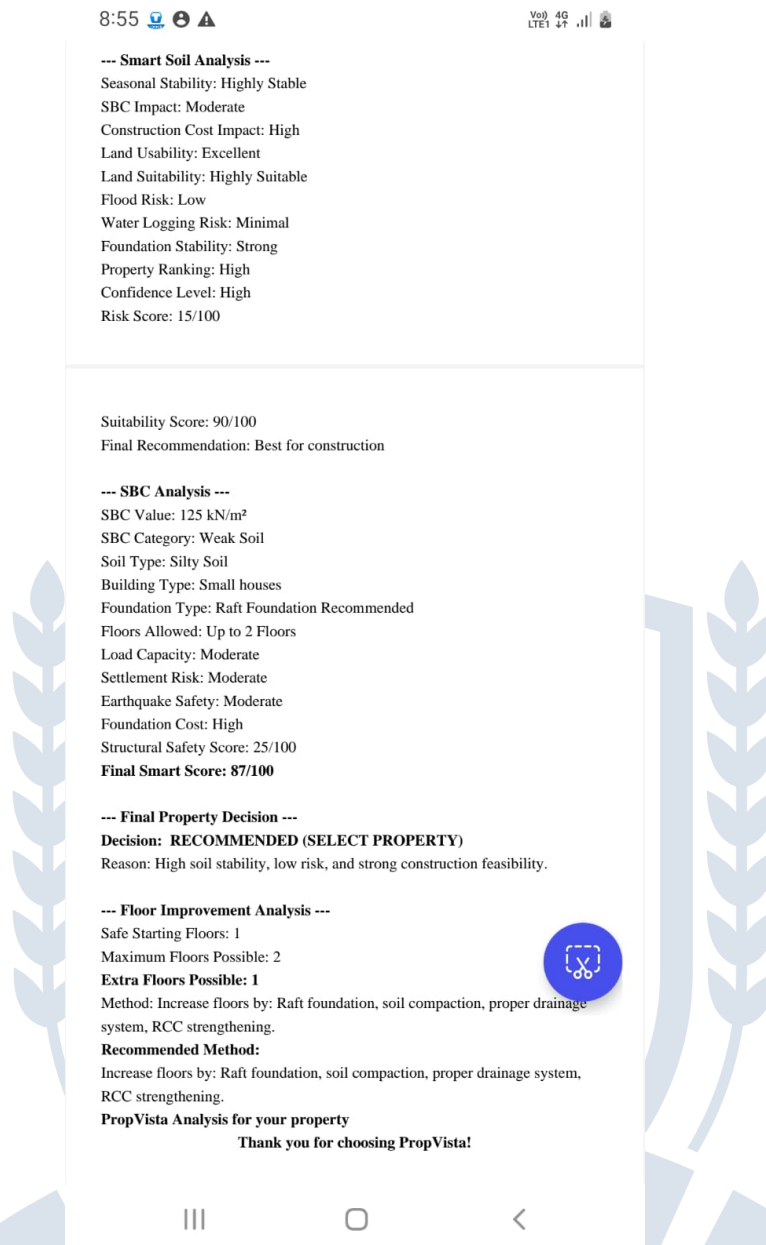 8:55
Vo) 4G
LTE1
--- Smart Soil Analysis ---
Seasonal Stability: Highly Stable
SBC Impact: Moderate
Construction Cost Impact: High
Land Usability: Excellent
Land Suitability: Highly Suitable
Flood Risk: Low
Water Logging Risk: Minimal
Foundation Stability: Strong
Property Ranking: High
Confidence Level: High
Risk Score: 15/100
Suitability Score: 90/100
Final Recommendation: Best for construction
--- SBC Analysis ---
SBC Value: 125 kN/m²
SBC Category: Weak Soil
Soil Type: Silty Soil
Building Type: Small houses
Foundation Type: Raft Foundation Recommended
Floors Allowed: Up to 2 Floors
Load Capacity: Moderate
Settlement Risk: Moderate
Earthquake Safety: Moderate
Foundation Cost: High
Structural Safety Score: 25/100
Final Smart Score: 87/100
--- Final Property Decision ---
Decision: RECOMMENDED (SELECT PROPERTY)
Reason: High soil stability, low risk, and strong construction feasibility.
--- Floor Improvement Analysis ---
Safe Starting Floors: 1
Maximum Floors Possible: 2
Extra Floors Possible: 1
Method: Increase floors by: Raft foundation, soil compaction, proper drainage
system, RCC strengthening.
Recommended Method:
Increase floors by: Raft foundation, soil compaction, proper drainage system,
RCC strengthening.
PropVista Analysis for your property
Thank you for choosing PropVista!